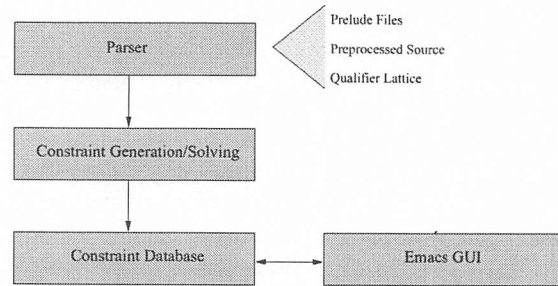 Parser
Prelude Files
Preprocessed Source
Qualifier Lattice
Constraint Generation/Solving
Constraint Database
Emacs GUI